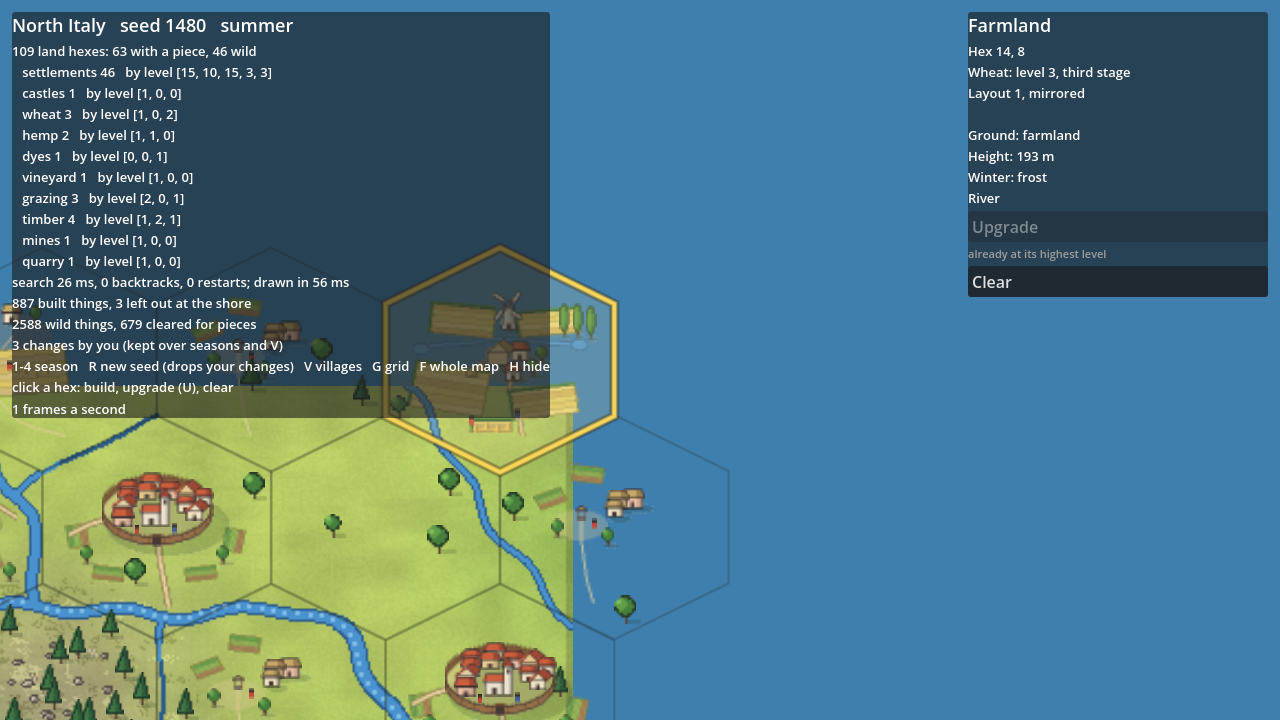 North Italy   seed 1480   summer
109 land hexes: 63 with a piece, 46 wild
settlements 46   by level [15, 10, 15, 3, 3]
castles 1   by level [1, 0, 0]
wheat 3   by level [1, 0, 2]
hemp 2   by level [1, 1, 0]
dyes 1   by level [0, 0, 1]
vineyard 1   by level [1, 0, 0]
grazing 3   by level [2, 0, 1]
timber 4   by level [1, 2, 1]
mines 1   by level [1, 0, 0]
quarry 1   by level [1, 0, 0]
search 26 ms, 0 backtracks, 0 restarts; drawn in 56 ms
887 built things, 3 left out at the shore
2588 wild things, 679 cleared for pieces
3 changes by you (kept over seasons and V)
1-4 season   R new seed (drops your changes)   V villages   G grid   F whole map   H hide
click a hex: build, upgrade (U), clear
1 frames a second
Farmland
Hex 14, 8
Wheat: level 3, third stage
Layout 1, mirrored
Ground: farmland
Height: 193 m
Winter: frost
River
Upgrade
already at its highest level
Clear